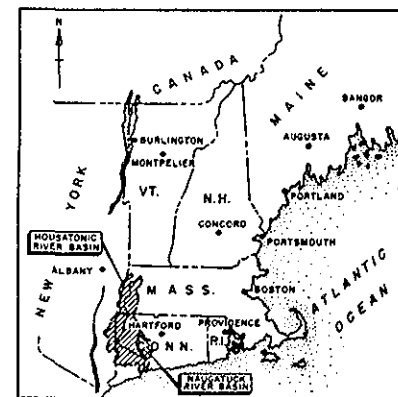 N
CANADA
MAINE
BANGOR
AUGUSTA
BURLINGTON
MONTPELIER
VT.
N.H.
PORTLAND
CONCORD
PORTSMOUTH
NEW YORK
HOUSATONIC
RIVER BASIN
ALBANY
MASS.
BOSTON
ATLANTIC
OCEAN
HARTFORD
PROVIDENCE
R.I.
ONN.
NAUGATUCK
RIVER BASIN